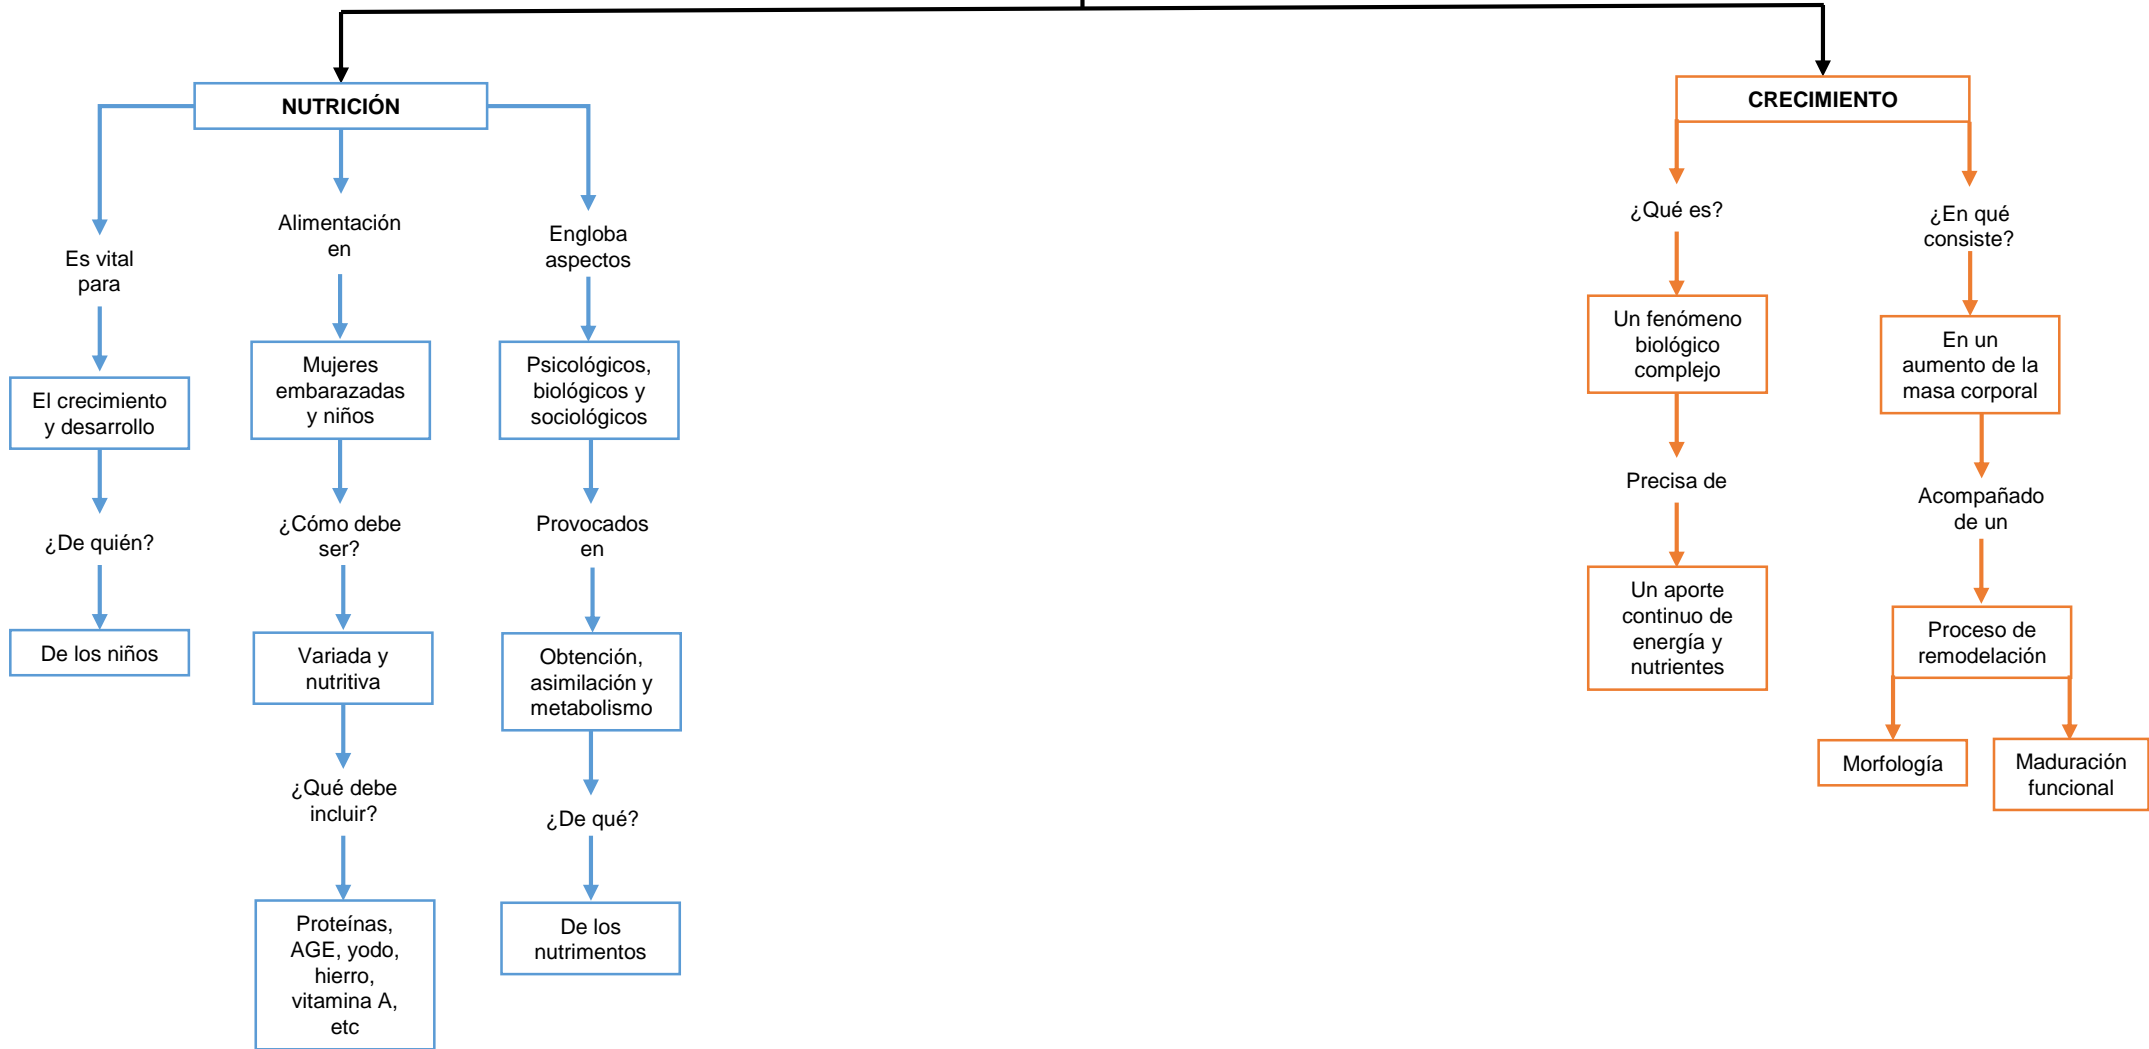 NUTRICIÓN
Es vital
para
El crecimiento
y desarrollo
¿De quién?
De los niños
Alimentación
en
Mujeres
embarazadas
y niños
¿Cómo debe
ser?
Variada y
nutritiva
¿Qué debe
incluir?
Proteínas,
AGE, yodo,
hierro,
vitamina A,
etc
Engloba
aspectos
Psicológicos,
biológicos y
sociológicos
Provocados
en
Obtención,
asimilación y
metabolismo
¿De qué?
De los
nutrimentos
CRECIMIENTO
¿Qué es?
Un fenómeno
biológico
complejo
Precisa de
Un aporte
continuo de
energía y
nutrientes
¿En qué
consiste?
En un
aumento de la
masa corporal
Acompañado
de un
Proceso de
remodelación
Morfología
Maduración
funcional